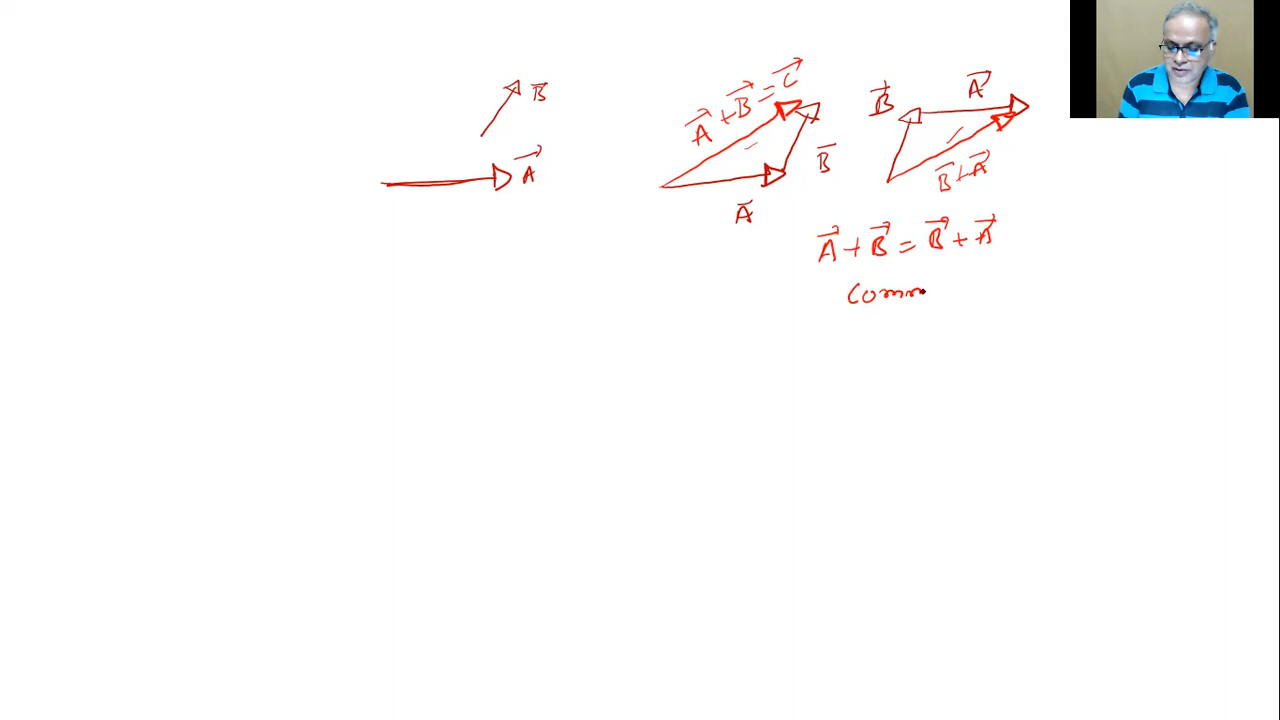 B̅
A⃗
A⃗ + B⃗ = C⃗
B̅
A̅
B⃗
A⃗
B̅ + A⃗
A⃗ + B⃗ = B⃗ + A⃗
Comm